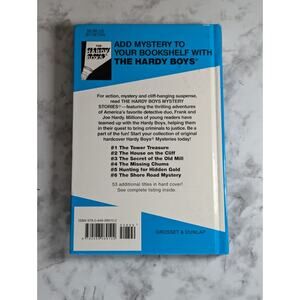 THE
HARDY
BOYS
ADD MYSTERY TO
YOUR BOOKSHELF WITH
THE HARDY BOYS®
For action, mystery and cliff-hanging suspense,
read THE HARDY BOYS MYSTERY
STORIES®—featuring the thrilling adventures
of America's favorite detective duo, Frank and
Joe Hardy. Millions of young readers have
teamed up with the Hardy Boys, helping them
in their quest to bring criminals to justice. Be a
part of the fun! Start your collection of original
hardcover Hardy Boys® Mysteries today!
#1 The Tower Treasure
#2 The House on the Cliff
#3 The Secret of the Old Mill
#4 The Missing Chums
#5 Hunting for Hidden Gold
#6 The Shore Road Mystery
53 additional titles in hard cover!
See complete listing inside.
GROSSET & DUNLAP